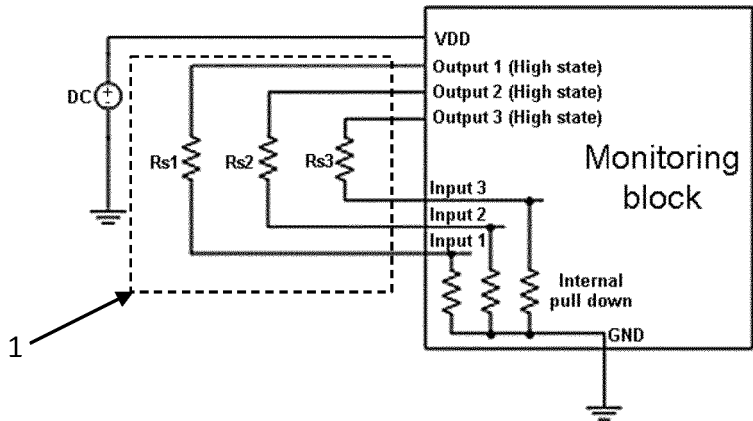 VDD
Output 1 (High state)
DC
+
-
Output 2 (High state)
Output 3 (High state)
Rs1
Rs2
Rs3
Monitoring
block
Input 3
Input 2
Input 1
Internal
pull down
GND
1